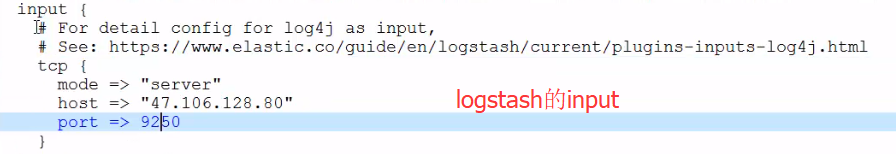 input {
# For detail config for log4j as input,
# See: https://www.elastic.co/guide/en/logstash/current/plugins-inputs-log4j.html
tcp {
mode => "server"
host => "47.106.128.80"
port => 9250
}
logstash的input